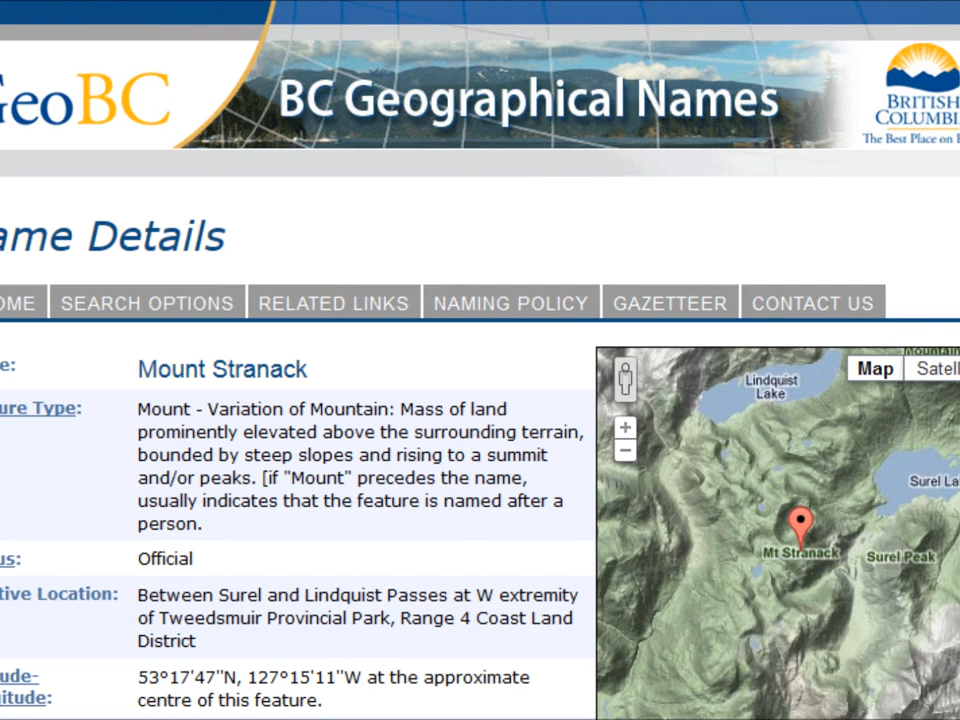 GeoBC
BC Geographical Names
BRITISH
COLUMBIA
The Best Place on
ame Details
OME
SEARCH OPTIONS
RELATED LINKS
NAMING POLICY
GAZETTEER
CONTACT US
e:
Mount Stranack
ure Type:
Mount - Variation of Mountain: Mass of land
prominently elevated above the surrounding terrain,
bounded by steep slopes and rising to a summit
and/or peaks. [if "Mount" precedes the name,
usually indicates that the feature is named after a
person.
us:
Official
tive Location:
Between Surel and Lindquist Passes at W extremity
of Tweedsmuir Provincial Park, Range 4 Coast Land
District
ude-
itude:
53°17'47''N, 127°15'11''W at the approximate
centre of this feature.
Mountain
Map
Satell
Lindquist
Lake
Surel La
Mt Stranack
Surel Peak